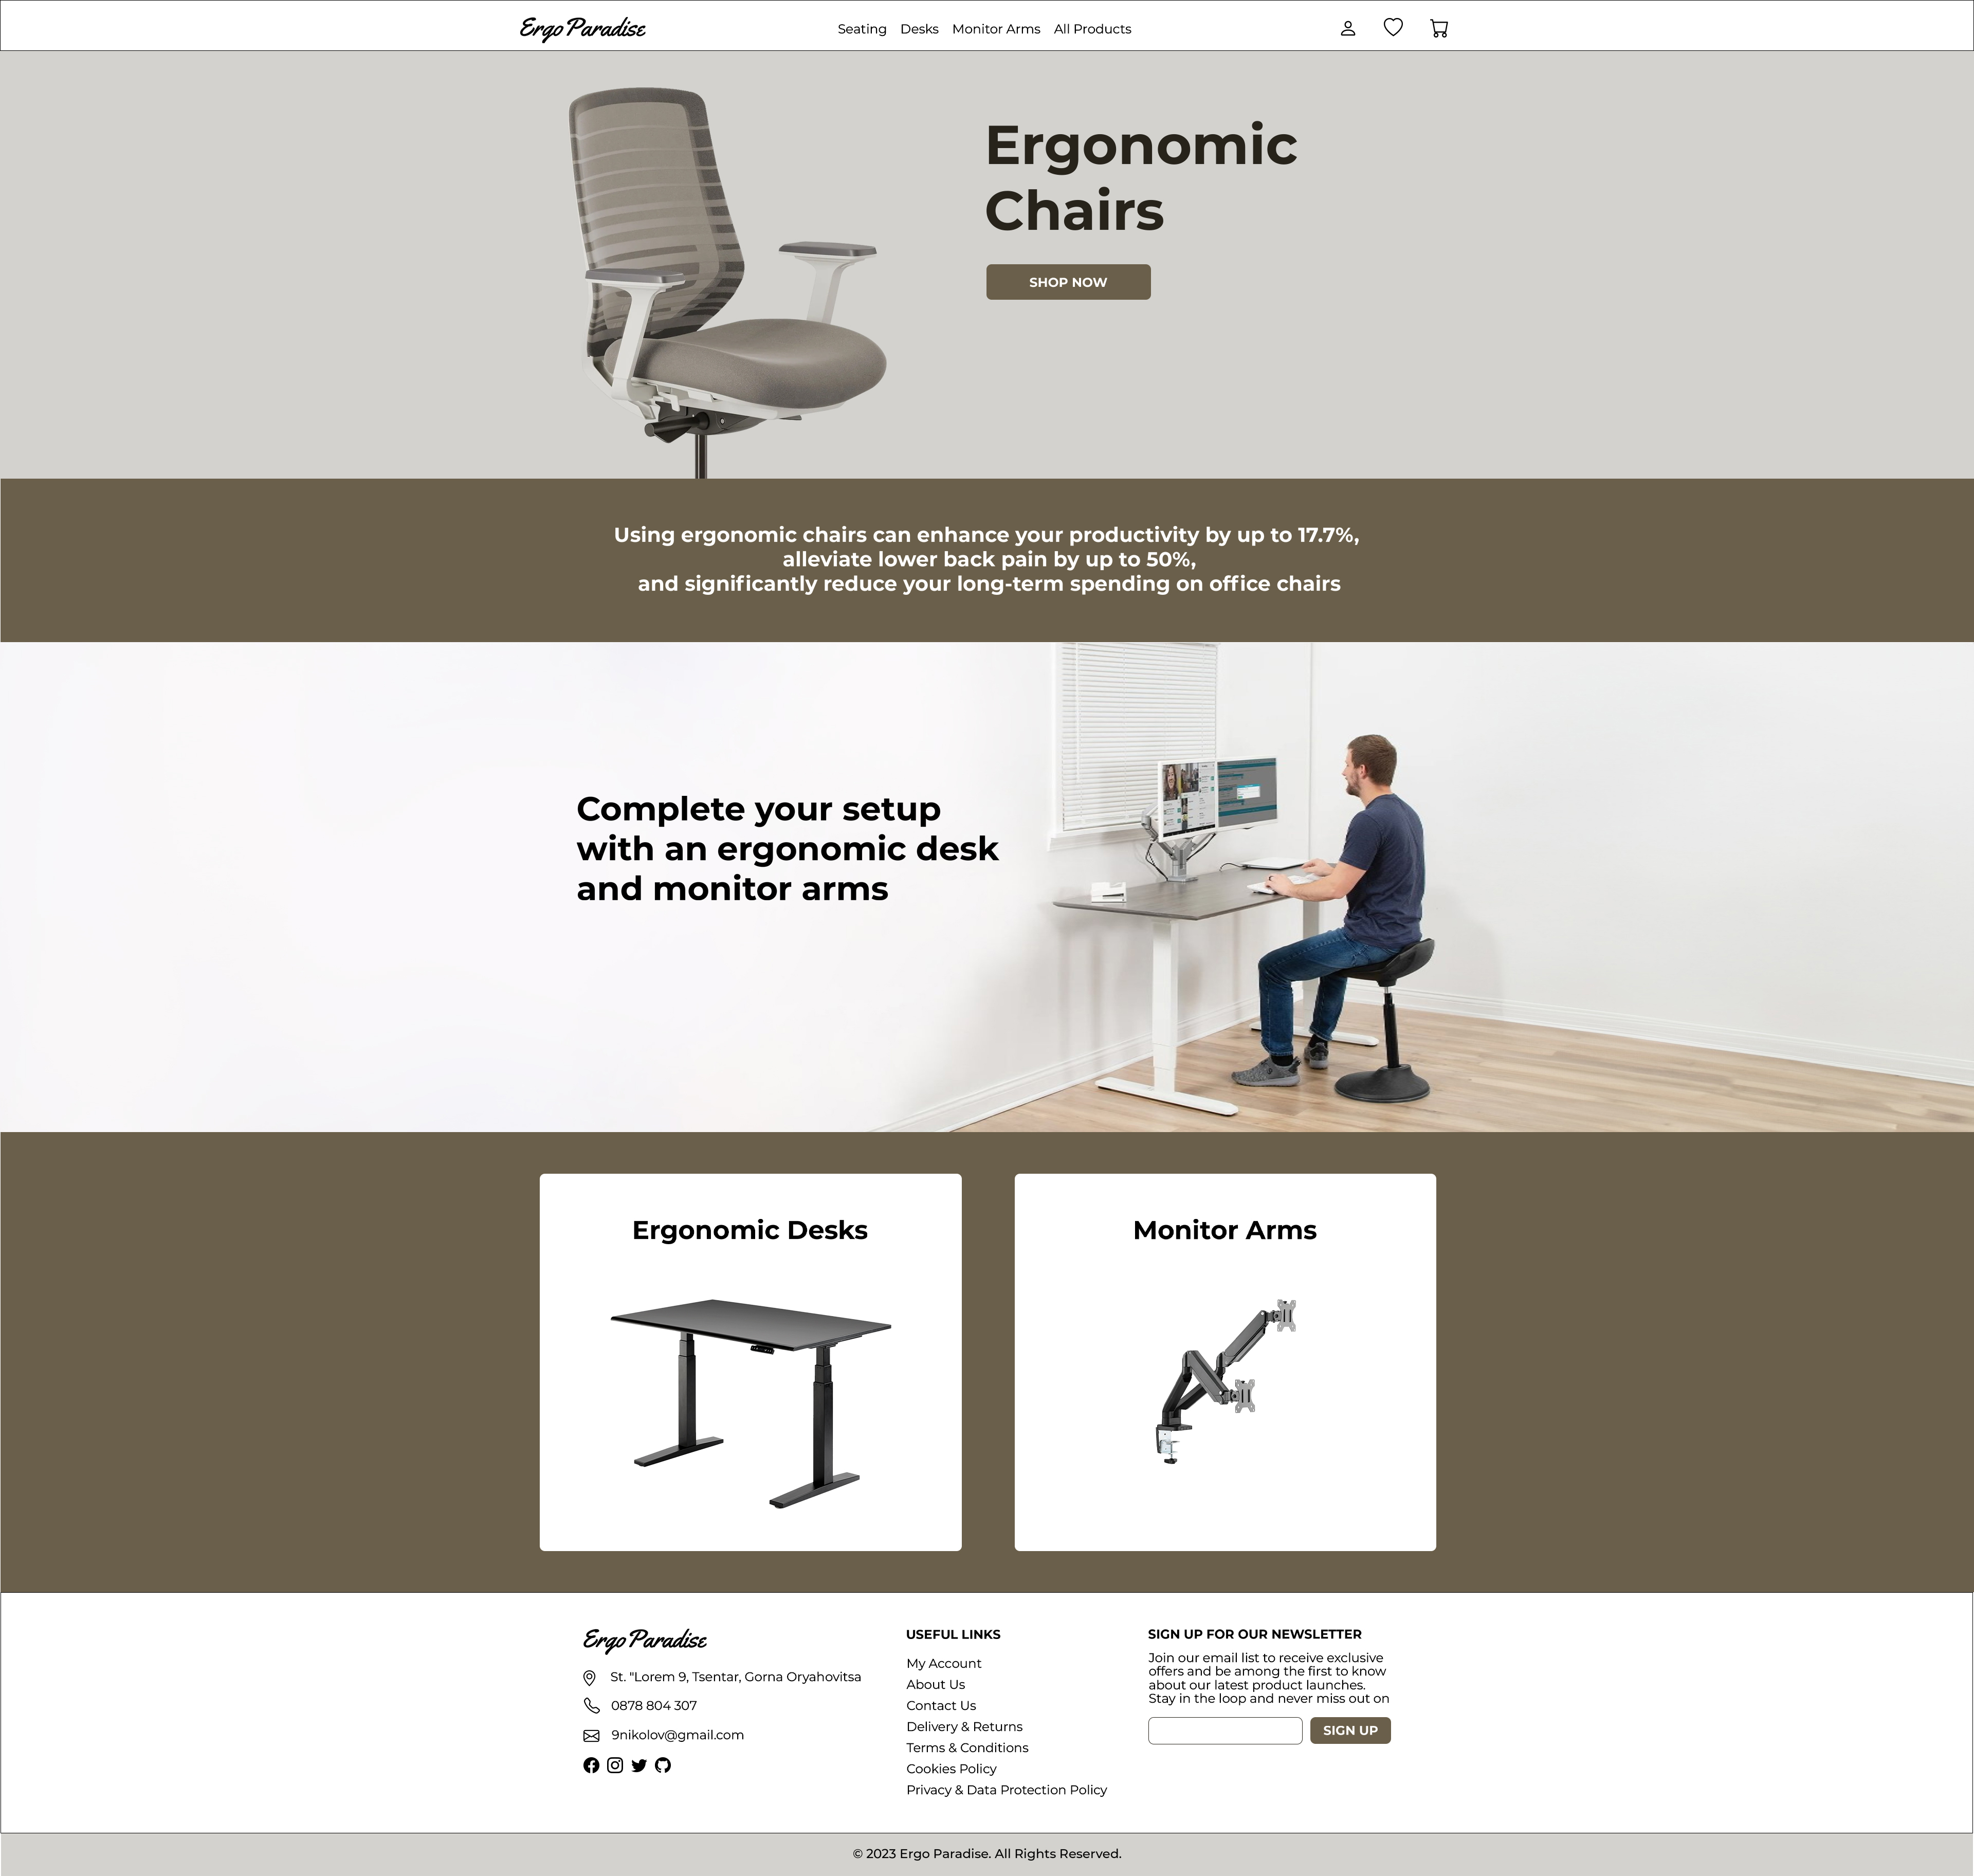 Ergo Paradise
Seating Desks Monitor Arms All Products
Ergonomic
Chairs
SHOP NOW
Using ergonomic chairs can enhance your productivity by up to 17.7%,
alleviate lower back pain by up to 50%,
and significantly reduce your long-term spending on office chairs
Complete your setup
with an ergonomic desk
and monitor arms
Ergonomic Desks
Monitor Arms
Ergo Paradise
St. "Lorem 9, Tsentar, Gorna Oryahovitsa
0878 804 307
9nikolov@gmail.com
USEFUL LINKS
My Account
About Us
Contact Us
Delivery & Returns
Terms & Conditions
Cookies Policy
Privacy & Data Protection Policy
SIGN UP FOR OUR NEWSLETTER
Join our email list to receive exclusive
offers and be among the first to know
about our latest product launches.
Stay in the loop and never miss out on
SIGN UP
© 2023 Ergo Paradise. All Rights Reserved.